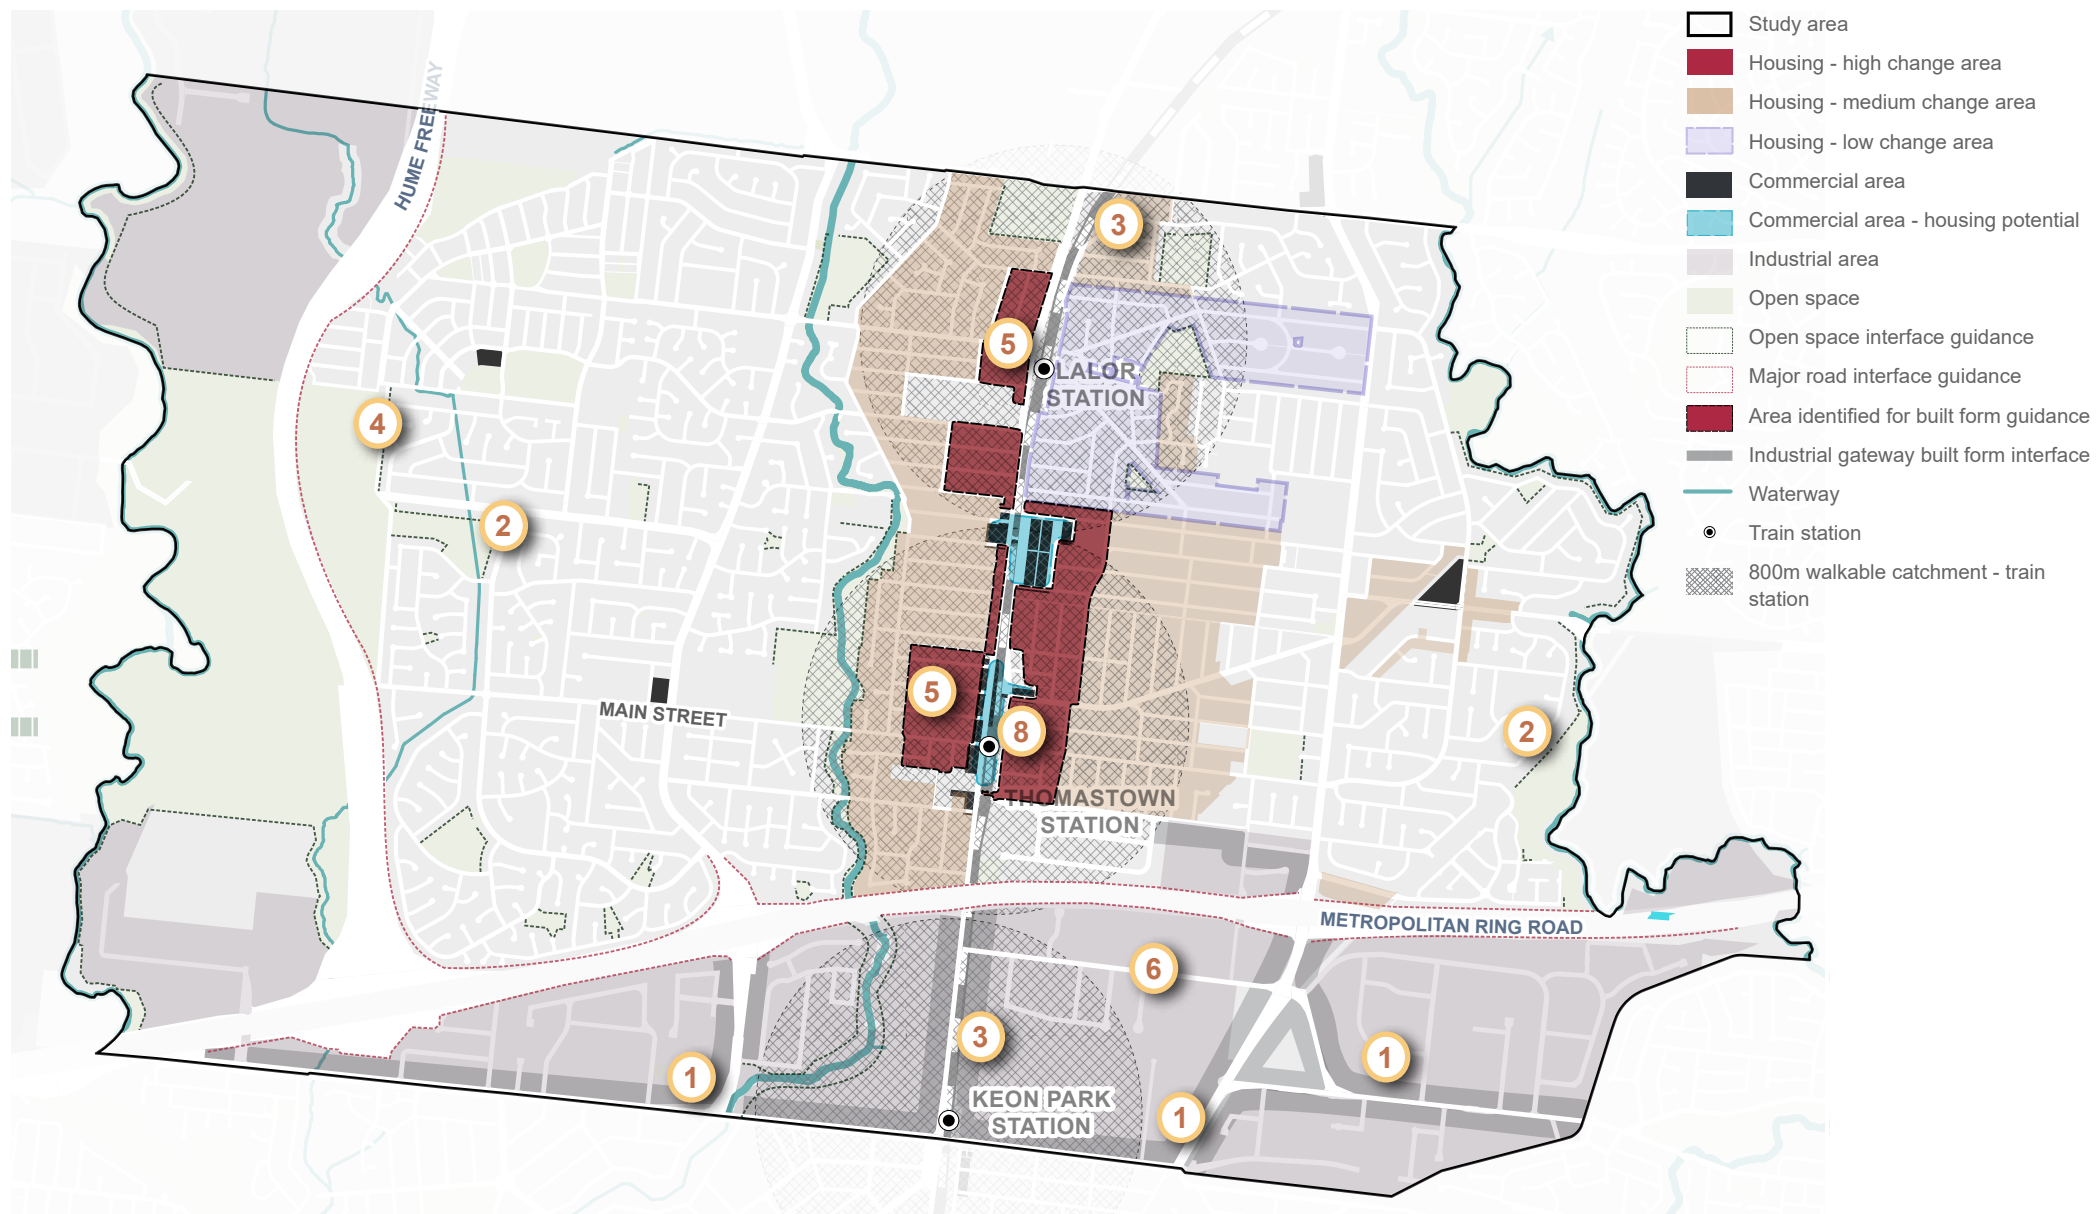 Study area
Housing - high change area
Housing - medium change area
Housing - low change area
Commercial area
Commercial area - housing potential
Industrial area
Open space
Open space interface guidance
Major road interface guidance
Area identified for built form guidance
Industrial gateway built form interface
Waterway
Train station
800m walkable catchment - train
station
HUME FREEWAY
3
5
LALOR
STATION
4
2
5
MAIN STREET
8
2
THOMASTOWN
STATION
METROPOLITAN RING ROAD
6
3
1
1
KEON PARK
STATION
1